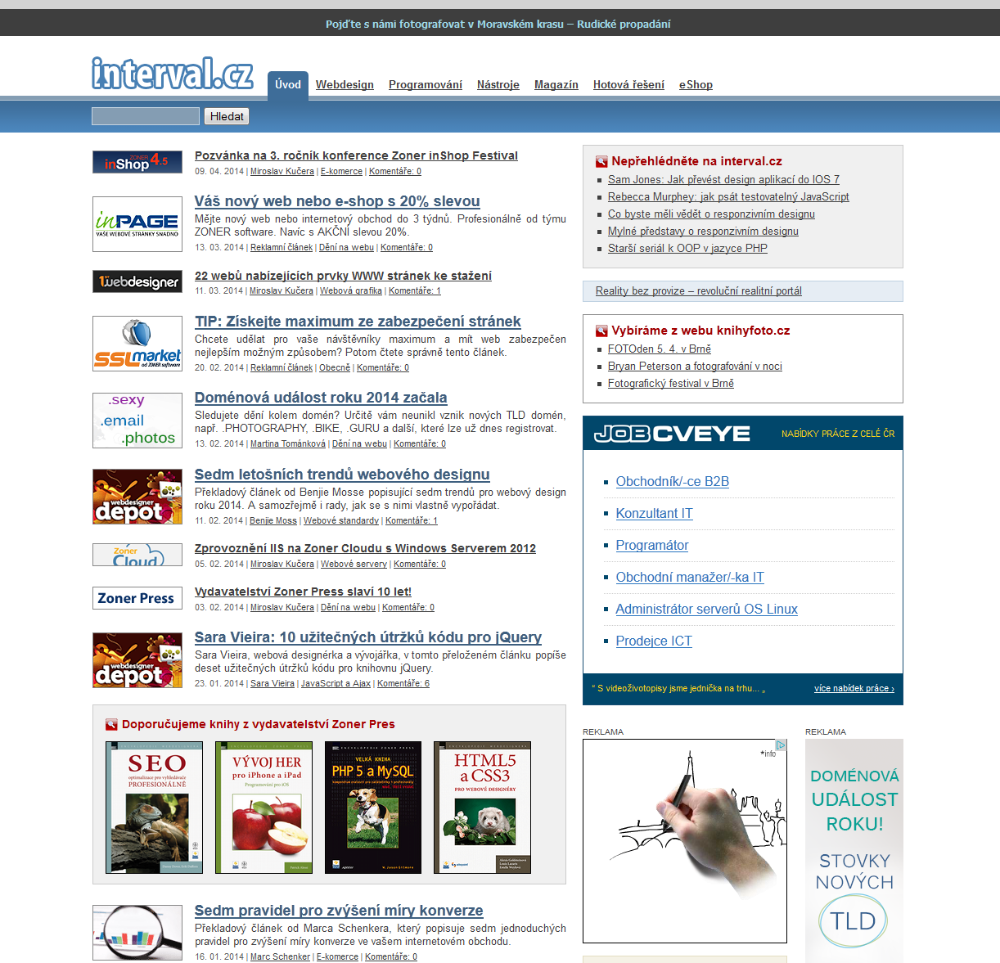 Pojďte s námi fotografovat v Moravském krasu – Rudické propadání
interval.cz
Úvod
Webdesign
Programování
Nástroje
Magazín
Hotová řešení
eShop
Hledat
ZONER inShop 4.5
Pozvánka na 3. ročník konference Zoner inShop Festival
09. 04. 2014 | Miroslav Kučera | E-komerce | Komentáře: 0
inPAGE
VAŠE WEBOVÉ STRÁNKY SNADNO
Váš nový web nebo e-shop s 20% slevou
Mějte nový web nebo internetový obchod do 3 týdnů. Profesionálně od týmu
ZONER software. Navíc s AKČNÍ slevou 20%.
13. 03. 2014 | Reklamní článek | Dění na webu | Komentáře: 0
1st webdesigner
22 webů nabízejících prvky WWW stránek ke stažení
11. 03. 2014 | Miroslav Kučera | Webová grafika | Komentáře: 1
SSLmarket
od ZONER software
TIP: Získejte maximum ze zabezpečení stránek
Chcete udělat pro vaše návštěvníky maximum a mít web zabezpečen
nejlepším možným způsobem? Potom čtete správně tento článek.
20. 02. 2014 | Reklamní článek | Obecně | Komentáře: 0
.sexy
.email
.photos
Doménová událost roku 2014 začala
Sledujete dění kolem domén? Určitě vám neunikl vznik nových TLD domén,
např. .PHOTOGRAPHY, .BIKE, .GURU a další, které lze už dnes registrovat.
13. 02. 2014 | Martina Tománková | Dění na webu | Komentáře: 0
webdesigner
depot
Sedm letošních trendů webového designu
Překladový článek od Benjie Mosse popisující sedm trendů pro webový design
roku 2014. A samozřejmě i rady, jak se s nimi vlastně vypořádat.
11. 02. 2014 | Benjie Moss | Webové standardy | Komentáře: 1
Zoner
Cloud
Zprovoznění IIS na Zoner Cloudu s Windows Serverem 2012
05. 02. 2014 | Miroslav Kučera | Webové servery | Komentáře: 0
Zoner Press
Vydavatelství Zoner Press slaví 10 let!
03. 02. 2014 | Miroslav Kučera | Dění na webu | Komentáře: 0
webdesigner
depot
Sara Vieira: 10 užitečných útržků kódu pro jQuery
Sara Vieira, webová designérka a vývojářka, v tomto přeloženém článku popíše
deset užitečných útržků kódu pro knihovnu jQuery.
23. 01. 2014 | Sara Vieira | JavaScript a Ajax | Komentáře: 6
Doporučujeme knihy z vydavatelství Zoner Pres
SEO
optimalizace pro vyhledávače
PROFESIONÁLNĚ
VÝVOJ HER
pro iPhone a iPad
Programování pro iOS
ENCYKLOPEDIE ZONER PRESS
VELKÁ KNIHA
PHP 5 a MySQL
W. Jason Gilmore
HTML5
a CSS3
PRO WEBOVÉ DESIGNÉRY
Sedm pravidel pro zvýšení míry konverze
Překladový článek od Marca Schenkera, který popisuje sedm jednoduchých
pravidel pro zvýšení míry konverze ve vašem internetovém obchodu.
16. 01. 2014 | Marc Schenker | E-komerce | Komentáře: 0
Nepřehlédněte na interval.cz
Sam Jones: Jak převést design aplikací do IOS 7
Rebecca Murphey: jak psát testovatelný JavaScript
Co byste měli vědět o responzivním designu
Mylné představy o responzivním designu
Starší seriál k OOP v jazyce PHP
Reality bez provize – revoluční realitní portál
Vybíráme z webu knihyfoto.cz
FOTOden 5. 4. v Brně
Bryan Peterson a fotografování v noci
Fotografický festival v Brně
JOBCVEYE
NABÍDKY PRÁCE Z CELÉ ČR
Obchodník/-ce B2B
Konzultant IT
Programátor
Obchodní manažer/-ka IT
Administrátor serverů OS Linux
Prodejce ICT
“ S videoživotopisy jsme jednička na trhu... „
více nabídek práce ›
REKLAMA
*info
REKLAMA
DOMÉNOVÁ
UDÁLOST
ROKU!
STOVKY
NOVÝCH
TLD